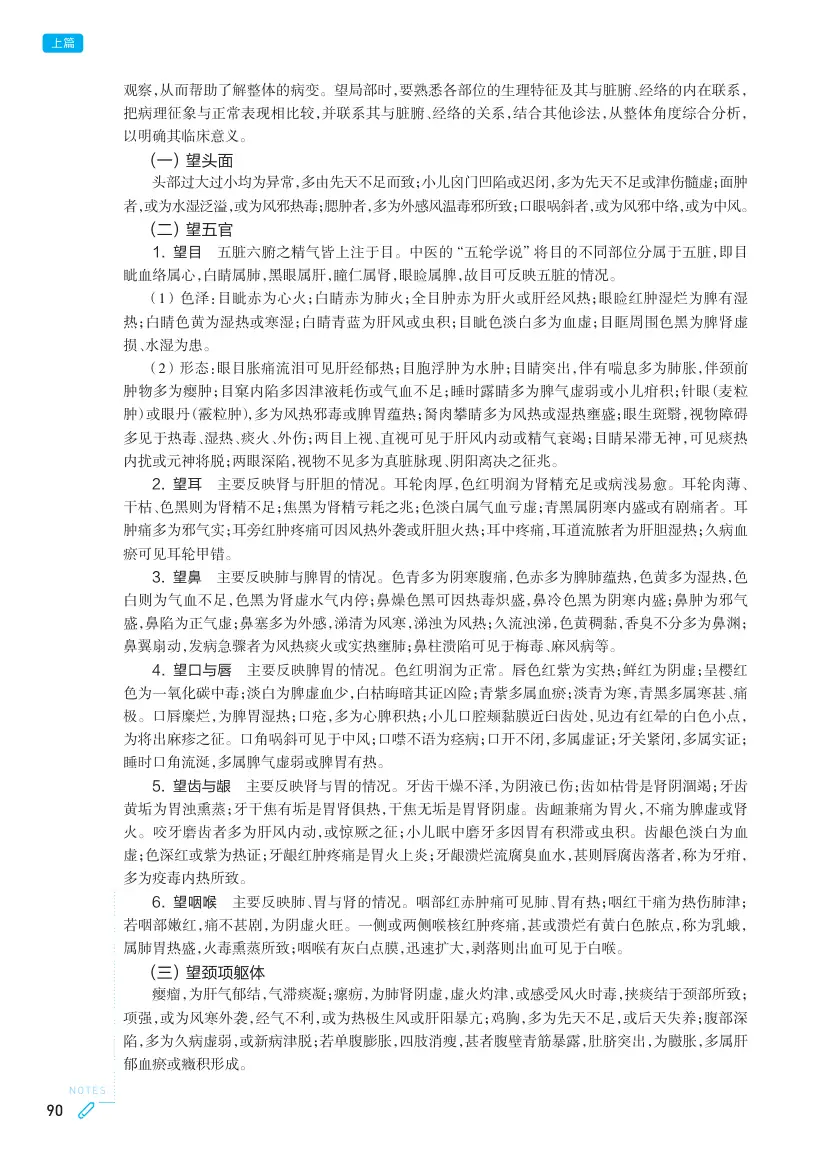 上篇
观察,从而帮助了解整体的病变。望局部时,要熟悉各部位的生理特征及其与脏腑、经络的内在联系,
把病理征象与正常表现相比较,并联系其与脏腑、经络的关系,结合其他诊法,从整体角度综合分析,
以明确其临床意义。
(一)望头面
头部过大过小均为异常,多由先天不足而致;小儿囟门凹陷或迟闭,多为先天不足或津伤髓虚;面肿
者,或为水湿泛溢,或为风邪热毒;腮肿者,多为外感风温毒邪所致;口眼㖞斜者,或为风邪中络,或为中风。
(二)望五官
1. 望目 五脏六腑之精气皆上注于目。中医的“五轮学说”将目的不同部位分属于五脏,即目
眦血络属心,白睛属肺,黑眼属肝,瞳仁属肾,眼睑属脾,故目可反映五脏的情况。
(1)色泽:目眦赤为心火;白睛赤为肺火;全目肿赤为肝火或肝经风热;眼睑红肿湿烂为脾有湿
热;白睛色黄为湿热或寒湿;白睛青蓝为肝风或虫积;目眦色淡白多为血虚;目眶周围色黑为脾肾虚
损、水湿为患。
(2)形态:眼目胀痛流泪可见肝经郁热;目胞浮肿为水肿;目睛突出,伴有喘息多为肺胀,伴颈前
肿物多为瘿肿;目窠内陷多因津液耗伤或气血不足;睡时露睛多为脾气虚弱或小儿疳积;针眼(麦粒
肿)或眼丹(霰粒肿),多为风热邪毒或脾胃蕴热;胬肉攀睛多为风热或湿热壅盛;眼生斑翳,视物障碍
多见于热毒、湿热、痰火、外伤;两目上视、直视可见于肝风内动或精气衰竭;目睛呆滞无神,可见痰热
内扰或元神将脱;两眼深陷,视物不见多为真脏脉现、阴阳离决之征兆。
2. 望耳 主要反映肾与肝胆的情况。耳轮肉厚,色红明润为肾精充足或病浅易愈。耳轮肉薄、
干枯、色黑则为肾精不足;焦黑为肾精亏耗之兆;色淡白属气血亏虚;青黑属阴寒内盛或有剧痛者。耳
肿痛多为邪气实;耳旁红肿疼痛可因风热外袭或肝胆火热;耳中疼痛,耳道流脓者为肝胆湿热;久病血
瘀可见耳轮甲错。
3. 望鼻 主要反映肺与脾胃的情况。色青多为阴寒腹痛,色赤多为脾肺蕴热,色黄多为湿热,色
白则为气血不足,色黑为肾虚水气内停;鼻燥色黑可因热毒炽盛,鼻冷色黑为阴寒内盛;鼻肿为邪气
盛,鼻陷为正气虚;鼻塞多为外感,涕清为风寒,涕浊为风热;久流浊涕,色黄稠黏,香臭不分多为鼻渊;
鼻翼扇动,发病急骤者为风热痰火或实热壅肺;鼻柱溃陷可见于梅毒、麻风病等。
4. 望口与唇 主要反映脾胃的情况。色红明润为正常。唇色红紫为实热;鲜红为阴虚;呈樱红
色为一氧化碳中毒;淡白为脾虚血少,白枯晦暗其证凶险;青紫多属血瘀;淡青为寒,青黑多属寒甚、痛
极。口唇糜烂,为脾胃湿热;口疮,多为心脾积热;小儿口腔颊黏膜近臼齿处,见边有红晕的白色小点,
为将出麻疹之征。口角㖞斜可见于中风;口噤不语为痉病;口开不闭,多属虚证;牙关紧闭,多属实证;
睡时口角流涎,多属脾气虚弱或脾胃有热。
5. 望齿与龈 主要反映肾与胃的情况。牙齿干燥不泽,为阴液已伤;齿如枯骨是肾阴涸竭;牙齿
黄垢为胃浊熏蒸;牙干焦有垢是胃肾俱热,干焦无垢是胃肾阴虚。齿衄兼痛为胃火,不痛为脾虚或肾
火。咬牙磨齿者多为肝风内动,或惊厥之征;小儿眠中磨牙多因胃有积滞或虫积。齿龈色淡白为血
虚;色深红或紫为热证;牙龈红肿疼痛是胃火上炎;牙龈溃烂流腐臭血水,甚则唇腐齿落者,称为牙疳,
多为疫毒内热所致。
6. 望咽喉 主要反映肺、胃与肾的情况。咽部红赤肿痛可见肺、胃有热;咽红干痛为热伤肺津;
若咽部嫩红,痛不甚剧,为阴虚火旺。一侧或两侧喉核红肿疼痛,甚或溃烂有黄白色脓点,称为乳蛾,
属肺胃热盛,火毒熏蒸所致;咽喉有灰白点膜,迅速扩大,剥落则出血可见于白喉。
(三)望颈项躯体
瘿瘤,为肝气郁结,气滞痰凝;瘰疬,为肺肾阴虚,虚火灼津,或感受风火时毒,挟痰结于颈部所致;
项强,或为风寒外袭,经气不利,或为热极生风或肝阳暴亢;鸡胸,多为先天不足,或后天失养;腹部深
陷,多为久病虚弱,或新病津脱;若单腹膨胀,四肢消瘦,甚者腹壁青筋暴露,肚脐突出,为臌胀,多属肝
郁血瘀或癥积形成。
NOTES
90